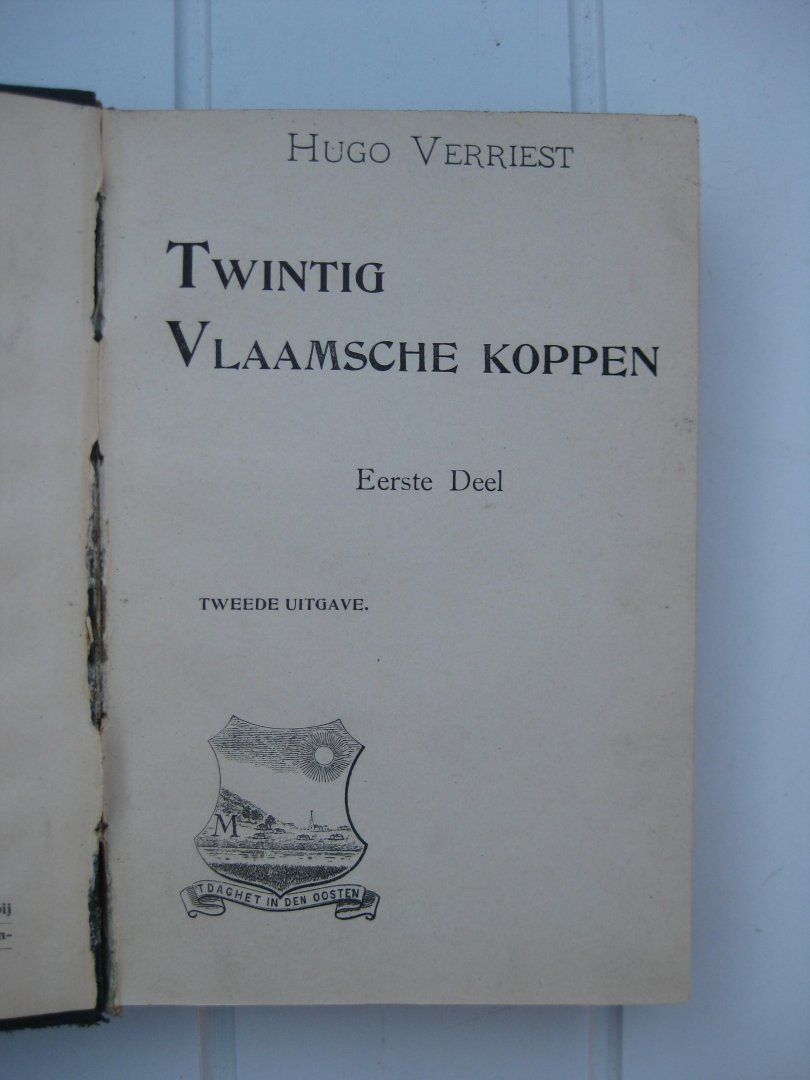 HUGO VERRIEST
TWINTIG
VLAAMSCHE KOPPEN
Eerste Deel
TWEEDE UITGAVE.
M
'T DAGHET IN DEN OOSTEN